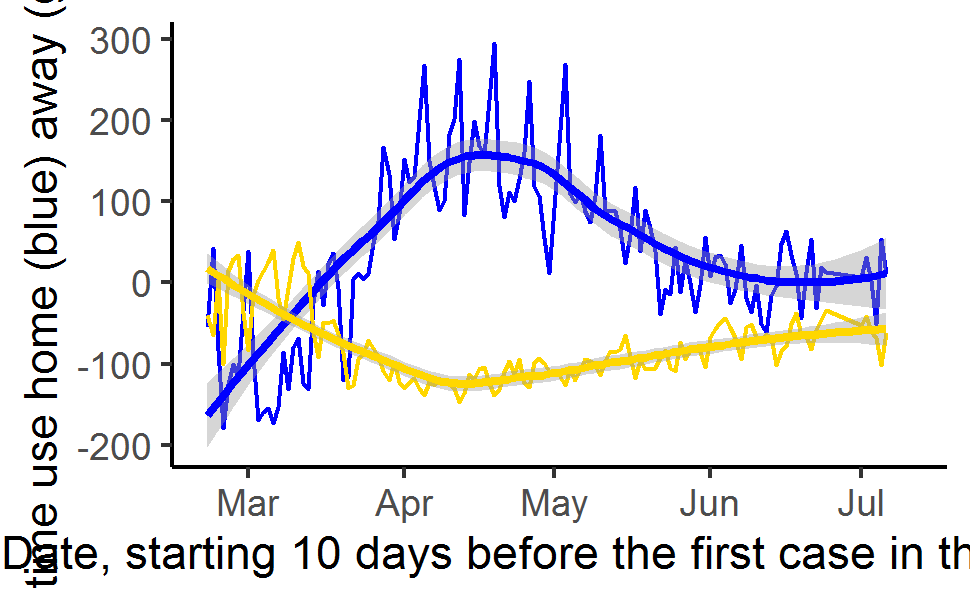 time use home (blue) away (
300
200
100
0
-100
-200
Mar Apr May Jun Jul
Date, starting 10 days before the first case in th